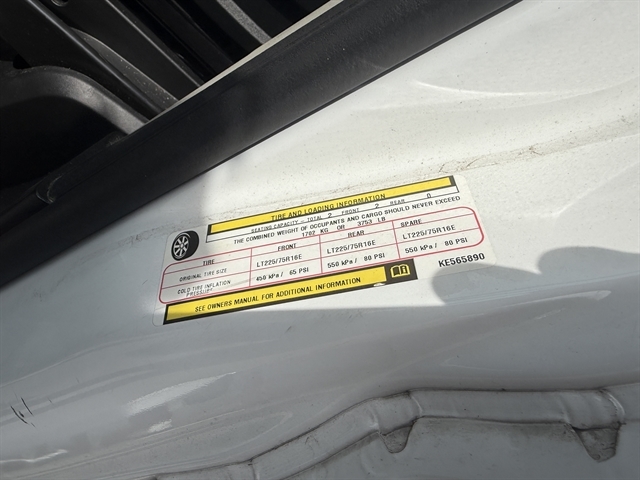 TIRE AND LOADING INFORMATION
SEATING CAPACITY - TOTAL 2 FRONT 2 REAR 0
THE COMBINED WEIGHT OF OCCUPANTS AND CARGO SHOULD NEVER EXCEED
1702 KG OR 3753 LB
TIRE FRONT REAR SPARE
ORIGINAL TIRE SIZE LT225/75R16E LT225/75R16E LT225/75R16E
COLD TIRE INFLATION PRESSURE 450 kPa / 65 PSI 550 kPa / 80 PSI 550 kPa / 80 PSI
SEE OWNERS MANUAL FOR ADDITIONAL INFORMATION
KE565890